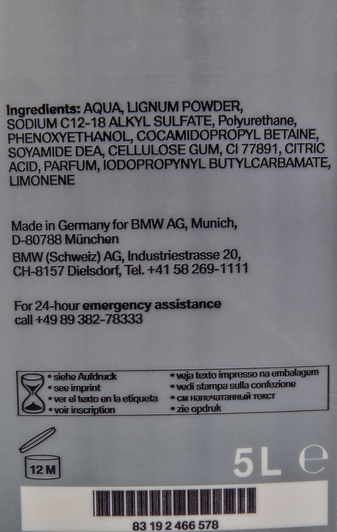 Ingredients: AQUA, LIGNUM POWDER,
SODIUM C12-18 ALKYL SULFATE, Polyurethane,
PHENOXYETHANOL, COCAMIDOPROPYL BETAINE,
SOYAMIDE DEA, CELLULOSE GUM, CI 77891, CITRIC
ACID, PARFUM, IODOPROPYNYL BUTYLCARBAMATE,
LIMONENE
Made in Germany for BMW AG, Munich,
D-80788 München
BMW (Schweiz) AG, Industriestrasse 20,
CH-8157 Dielsdorf, Tel. +41 58 269-1111
For 24-hour emergency assistance
call +49 89 382-78333
• siehe Aufdruck
• see imprint
• ver el texto en la etiqueta
• voir inscription
• veja texto impresso na embalagem
• vedi stampa sulla confezione
• см напечатанный текст
• zie opdruk
12 M
5 L ℮
83 19 2 466 578